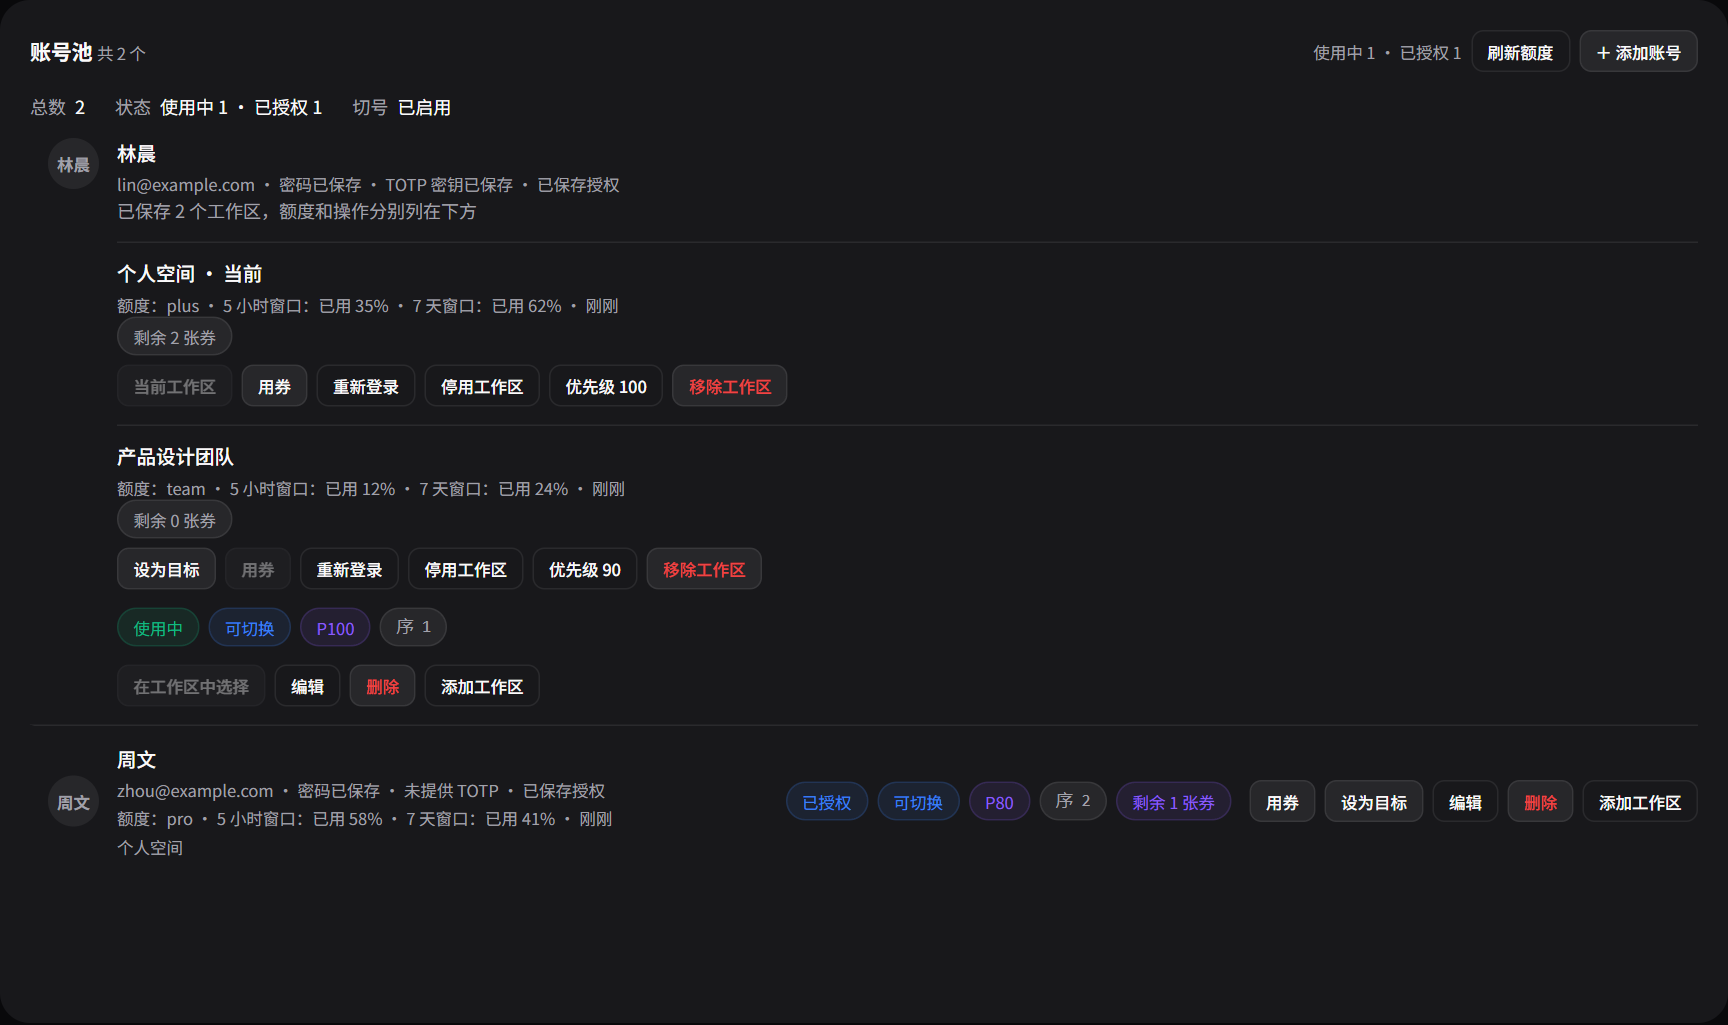 账号池 共 2 个
使用中 1 • 已授权 1 刷新额度 + 添加账号
总数 2 状态 使用中 1 • 已授权 1 切号 已启用
林晨 林晨
lin@example.com • 密码已保存 • TOTP 密钥已保存 • 已保存授权
已保存 2 个工作区，额度和操作分别列在下方
个人空间 • 当前
额度：plus • 5 小时窗口：已用 35% • 7 天窗口：已用 62% • 刚刚
剩余 2 张券
当前工作区 用券 重新登录 停用工作区 优先级 100 移除工作区
产品设计团队
额度：team • 5 小时窗口：已用 12% • 7 天窗口：已用 24% • 刚刚
剩余 0 张券
设为目标 用券 重新登录 停用工作区 优先级 90 移除工作区
使用中 可切换 P100 序 1
在工作区中选择 编辑 删除 添加工作区
周文
周文
zhou@example.com • 密码已保存 • 未提供 TOTP • 已保存授权
额度：pro • 5 小时窗口：已用 58% • 7 天窗口：已用 41% • 刚刚
个人空间
已授权 可切换 P80 序 2 剩余 1 张券 用券 设为目标 编辑 删除 添加工作区